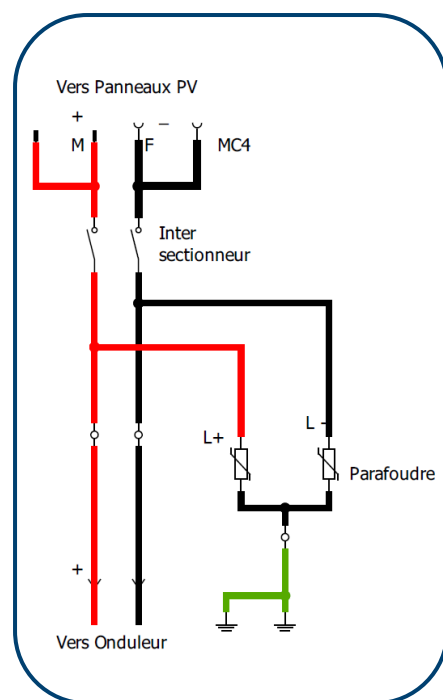 Vers Panneaux PV
+ −
M F MC4
Inter
sectionneur
L+ L -
Parafoudre
+
Vers Onduleur